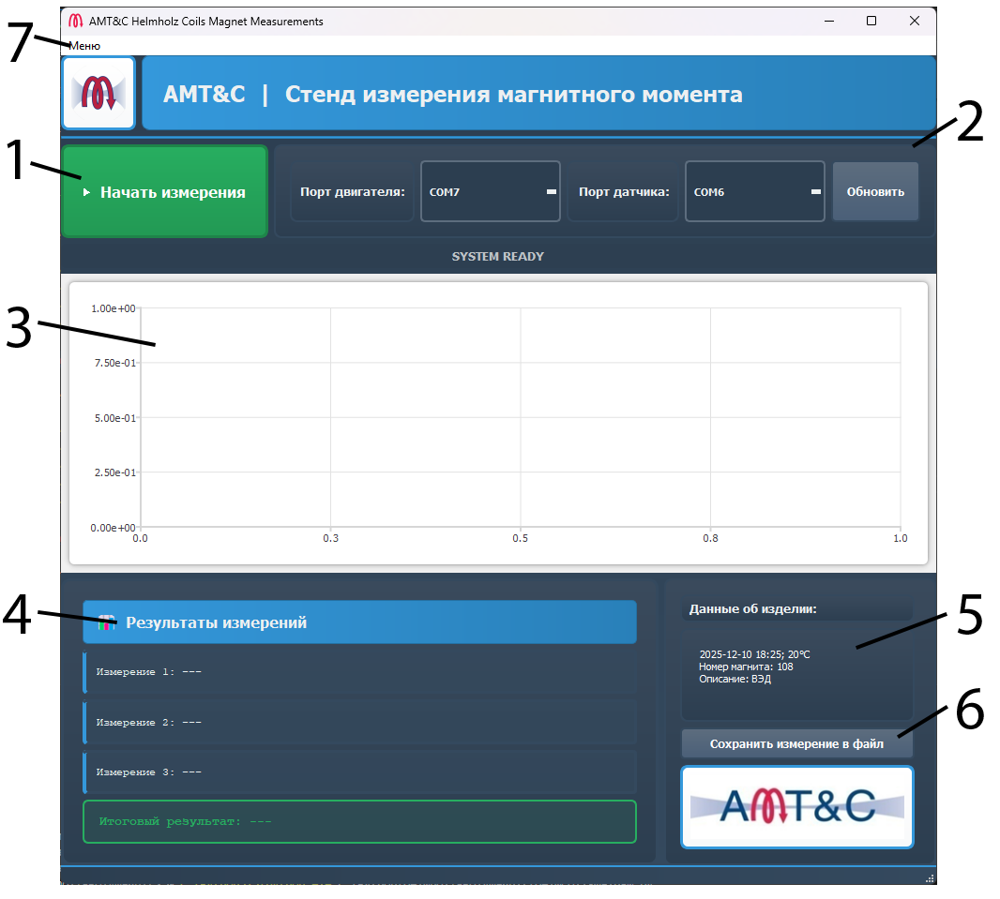 AMT&C Helmholz Coils Magnet Measurements
7
Меню
AMT&C | Стенд измерения магнитного момента
2
1
Начать измерения
Порт двигателя:
COM7
Порт датчика:
COM6
Обновить
SYSTEM READY
3
1.00e+00
7.50e-01
5.00e-01
2.50e-01
0.00e+00
0.0 0.3 0.5 0.8 1.0
4
Результаты измерений
Измерение 1: ---
Измерение 2: ---
Измерение 3: ---
Итоговый результат: ---
5
Данные об изделии:
2025-12-10 18:25; 20°C
Номер магнита: 108
Описание: ВЭД
6
Сохранить измерение в файл
AMT&C